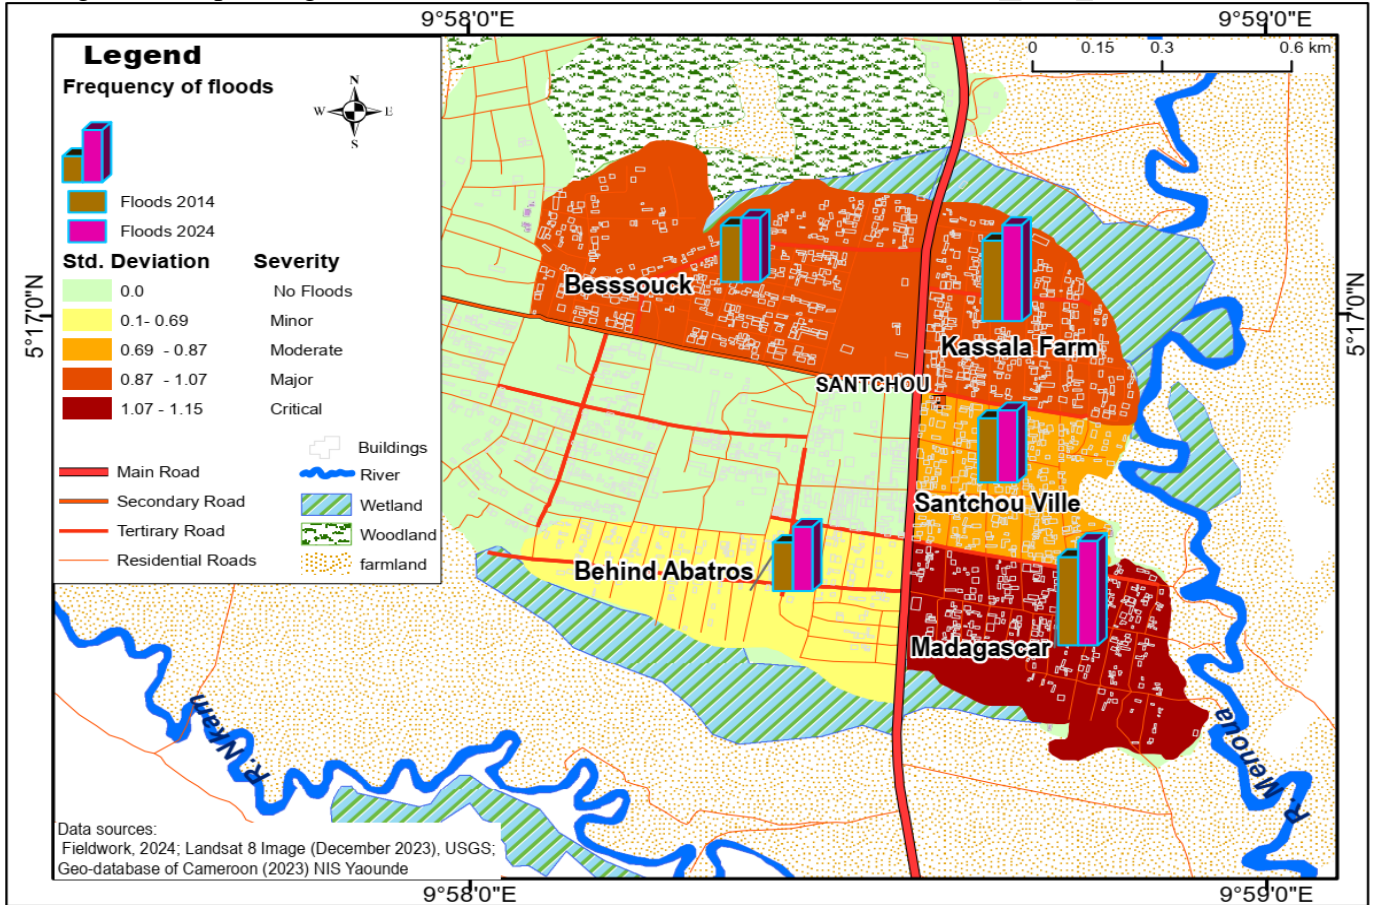 9°58'0"E
9°59'0"E
0 0.15 0.3 0.6 km
Legend
Frequency of floods
N
W E
S
Floods 2014
Floods 2024
Std. Deviation Severity
0.0 No Floods
0.1- 0.69 Minor
0.69 - 0.87 Moderate
0.87 - 1.07 Major
1.07 - 1.15 Critical
Buildings
Main Road
River
Secondary Road
Wetland
Tertirary Road
Woodland
Residential Roads
farmland
5°17'0"N
5°17'0"N
Besssouck
Kassala Farm
SANTCHOU
Santchou Ville
Behind Abatros
Madagascar
R. Nkam
R. Menoua
Data sources:
Fieldwork, 2024; Landsat 8 Image (December 2023), USGS;
Geo-database of Cameroon (2023) NIS Yaounde
9°58'0"E
9°59'0"E